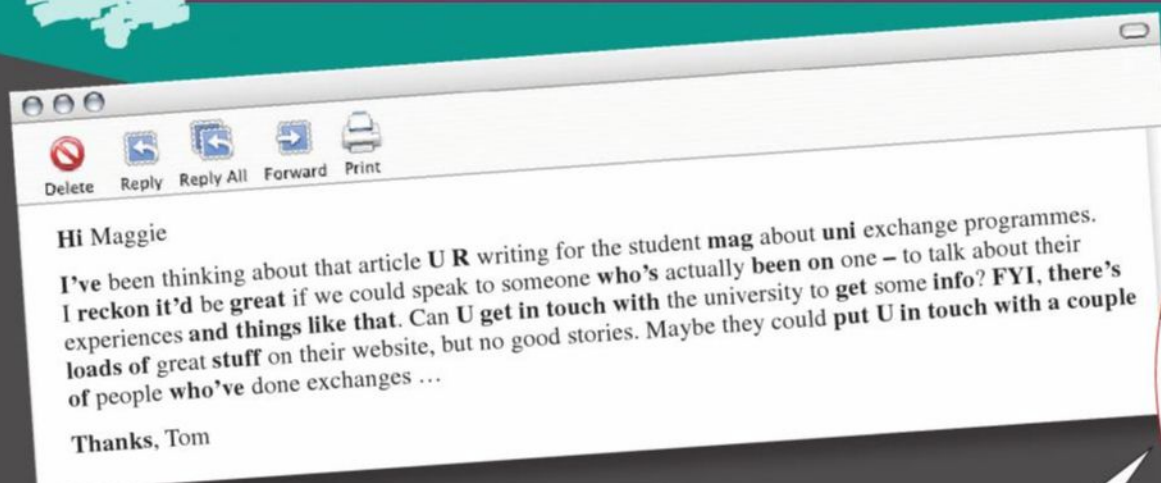 Delete Reply Reply All Forward Print
Hi Maggie
I've been thinking about that article U R writing for the student mag about uni exchange programmes.
I reckon it'd be great if we could speak to someone who's actually been on one – to talk about their
experiences and things like that. Can U get in touch with the university to get some info? FYI, there's
loads of great stuff on their website, but no good stories. Maybe they could put U in touch with a couple
of people who've done exchanges …
Thanks, Tom